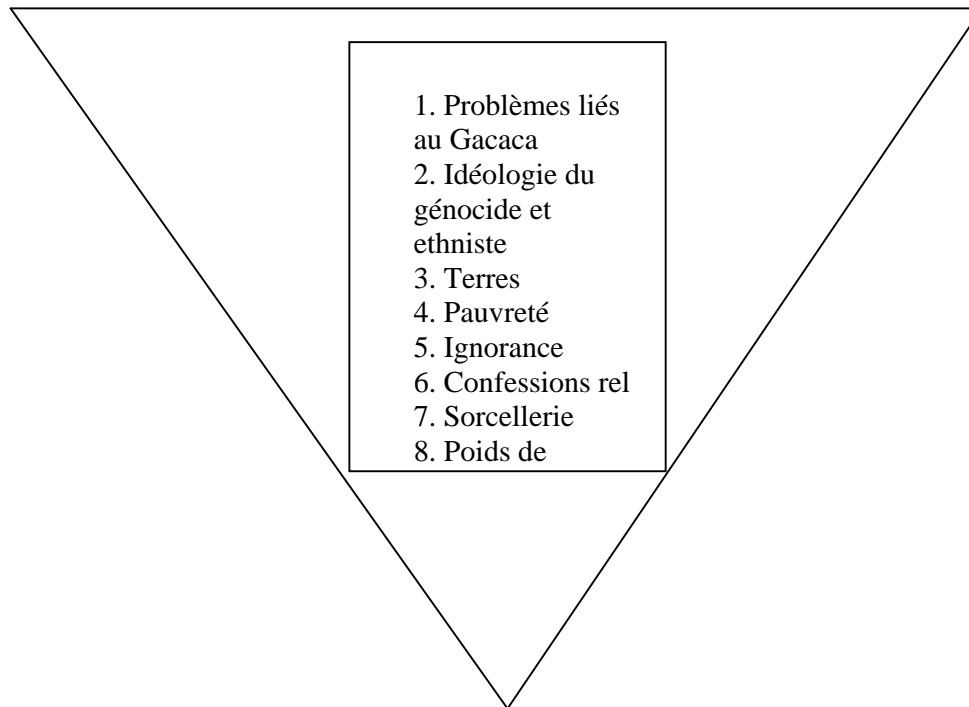 1. Problèmes liés
au Gacaca
2. Idéologie du
génocide et
ethniste
3. Terres
4. Pauvreté
5. Ignorance
6. Confessions rel
7. Sorcellerie
8. Poids de